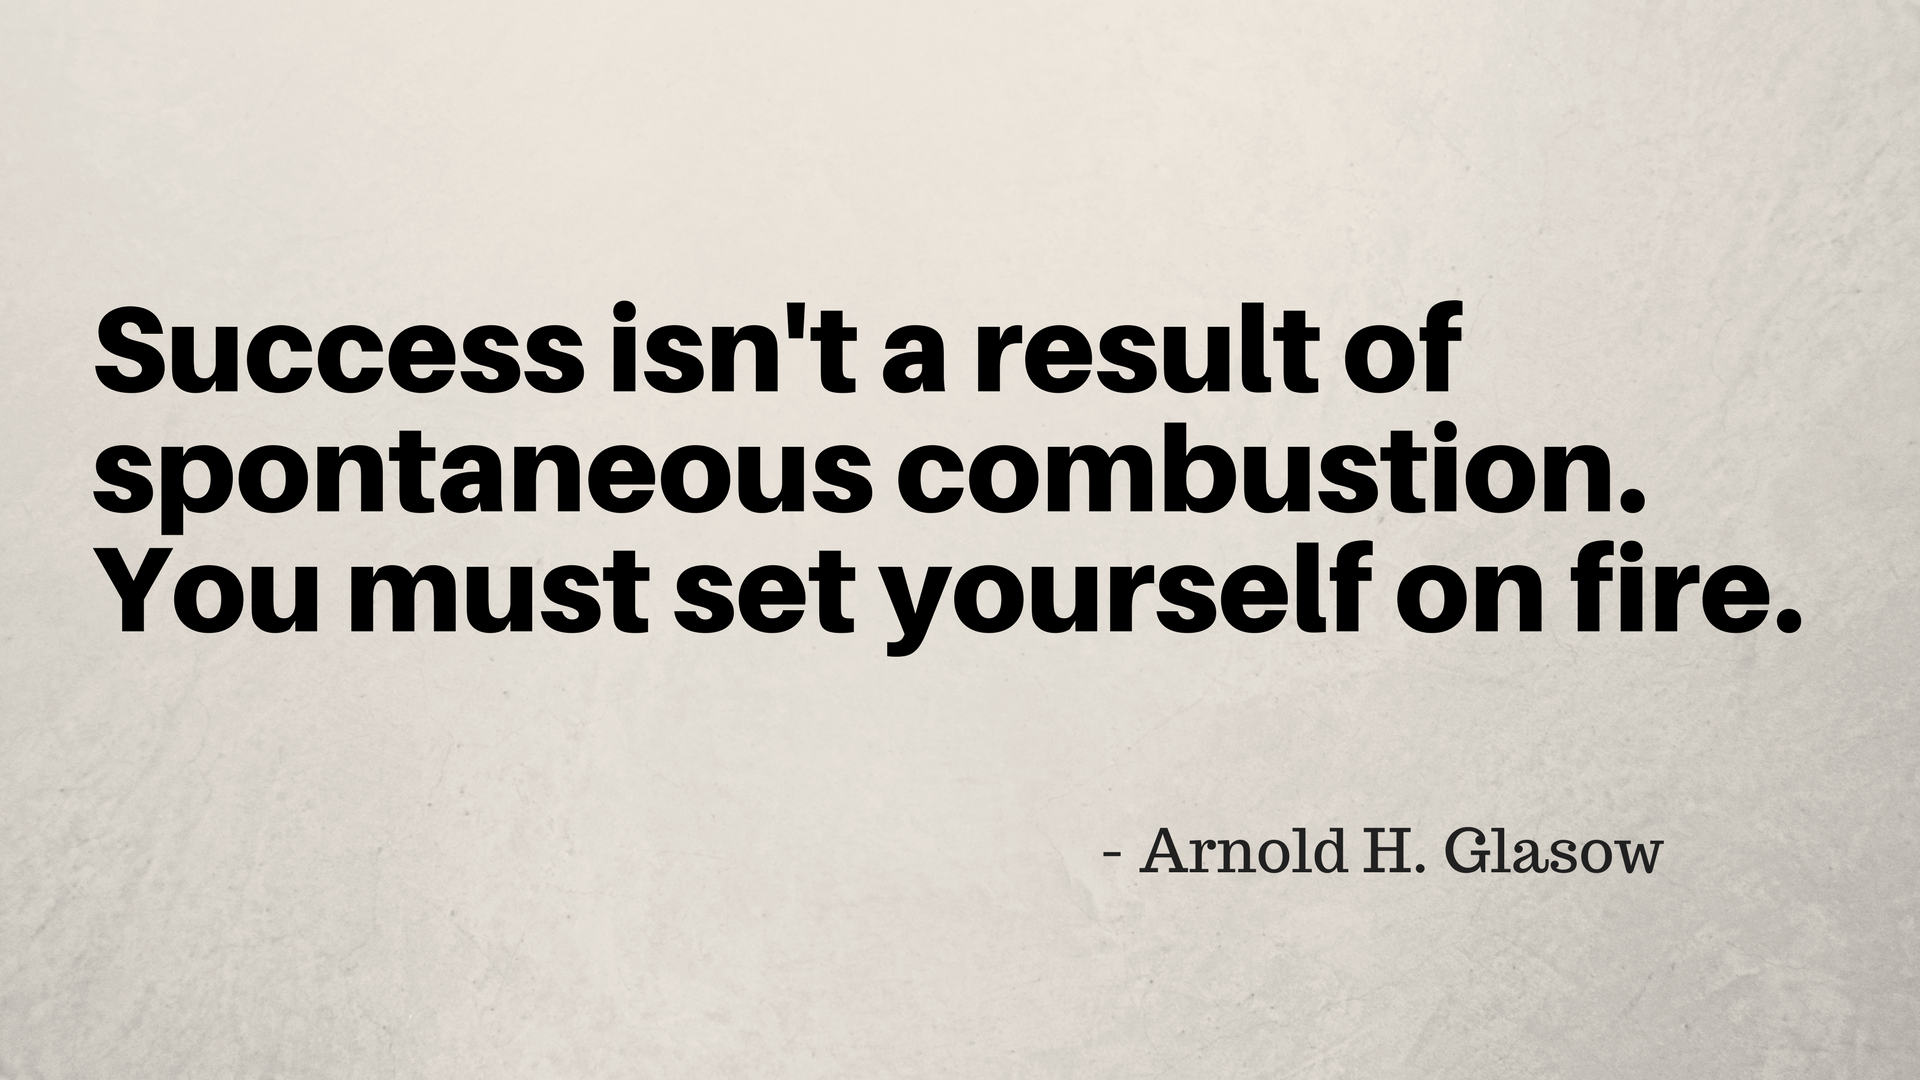 Success isn't a result of
spontaneous combustion.
You must set yourself on fire.
- Arnold H. Glasow